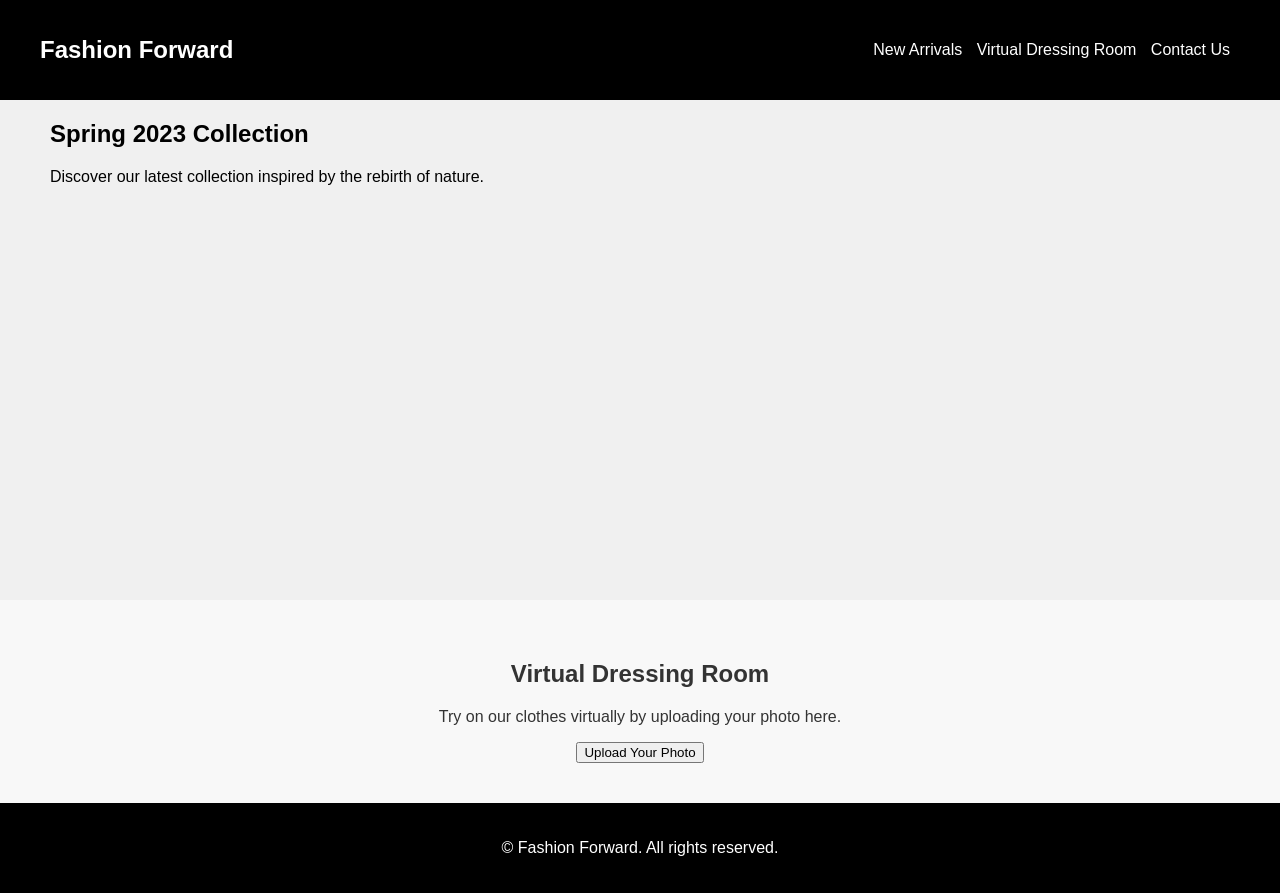 Fashion Forward
New Arrivals Virtual Dressing Room Contact Us
Spring 2023 Collection
Discover our latest collection inspired by the rebirth of nature.
Virtual Dressing Room
Try on our clothes virtually by uploading your photo here.
Upload Your Photo
© Fashion Forward. All rights reserved.